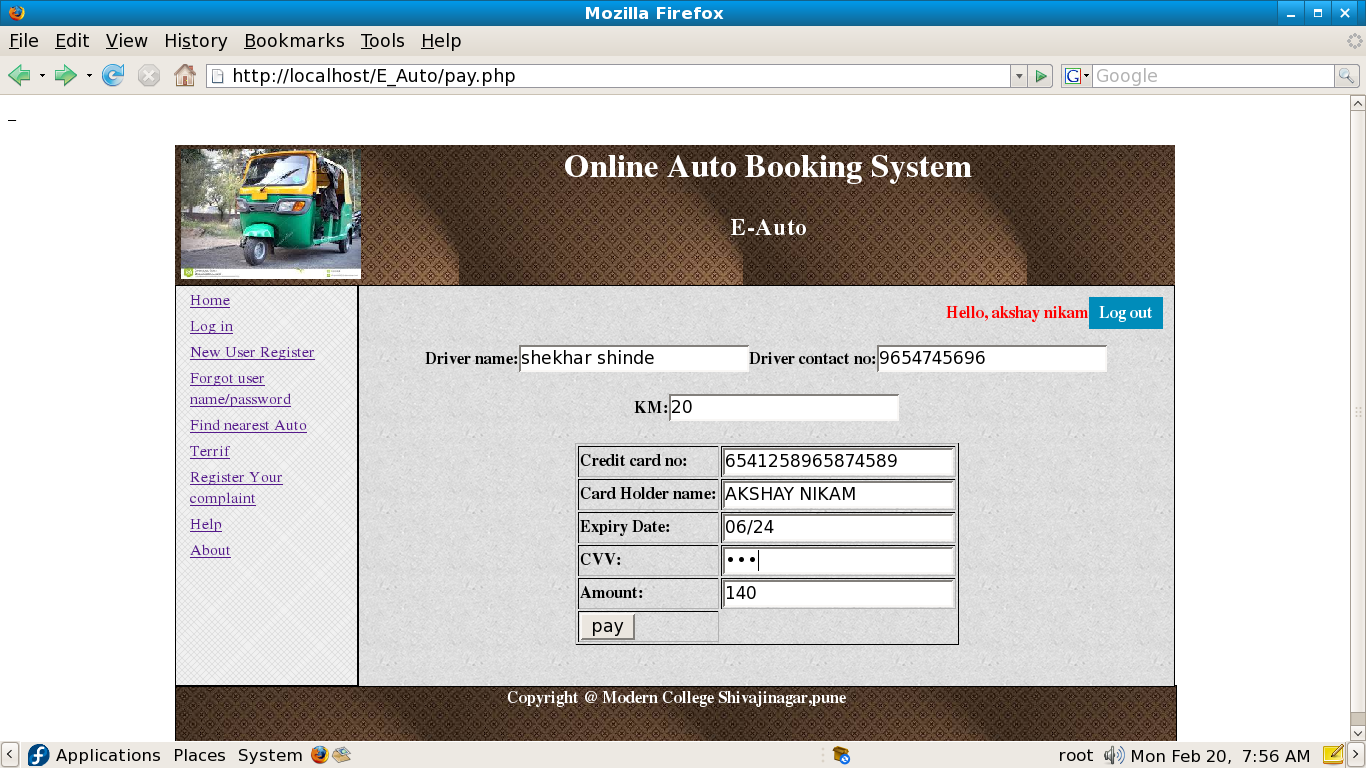 Mozilla Firefox
File Edit View History Bookmarks Tools Help
http://localhost/E_Auto/pay.php
G Google
Online Auto Booking System
E-Auto
Home
Log in
New User Register
Forgot user
name/password
Find nearest Auto
Terrif
Register Your
complaint
Help
About
Hello, akshay nikam Log out
Driver name: shekhar shinde Driver contact no: 9654745696
KM: 20
Credit card no: 6541258965874589
Card Holder name: AKSHAY NIKAM
Expiry Date: 06/24
CVV: •••
Amount: 140
pay
Copyright @ Modern College Shivajinagar,pune
Applications Places System root Mon Feb 20, 7:56 AM